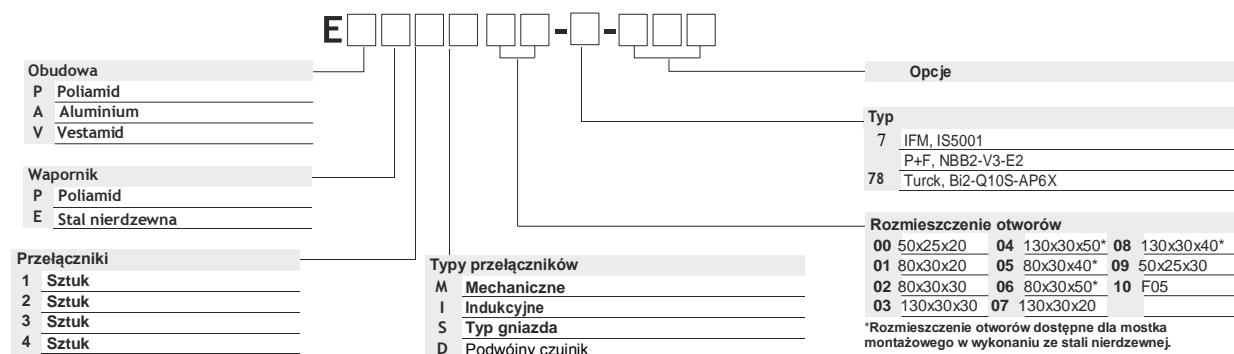 E - -
Obudowa
P Poliamid
A Aluminium
V Vestamid
Wapornik
P Poliamid
E Stal nierdzewna
Przełączniki
1 Sztuk
2 Sztuk
3 Sztuk
4 Sztuk
Typy przełączników
M Mechaniczne
I Indukcyjne
S Typ gniazda
D Podwójny czujnik
Opcje
Typ
7 IFM, IS5001
P+F, NBB2-V3-E2
78 Turck, Bi2-Q10S-AP6X
Rozmieszczenie otworów
00 50x25x20 04 130x30x50* 08 130x30x40*
01 80x30x20 05 80x30x40* 09 50x25x30
02 80x30x30 06 80x30x50* 10 F05
03 130x30x30 07 130x30x20
*Rozmieszczenie otworów dostępne dla mostka
montażowego w wykonaniu ze stali nierdzewnej.